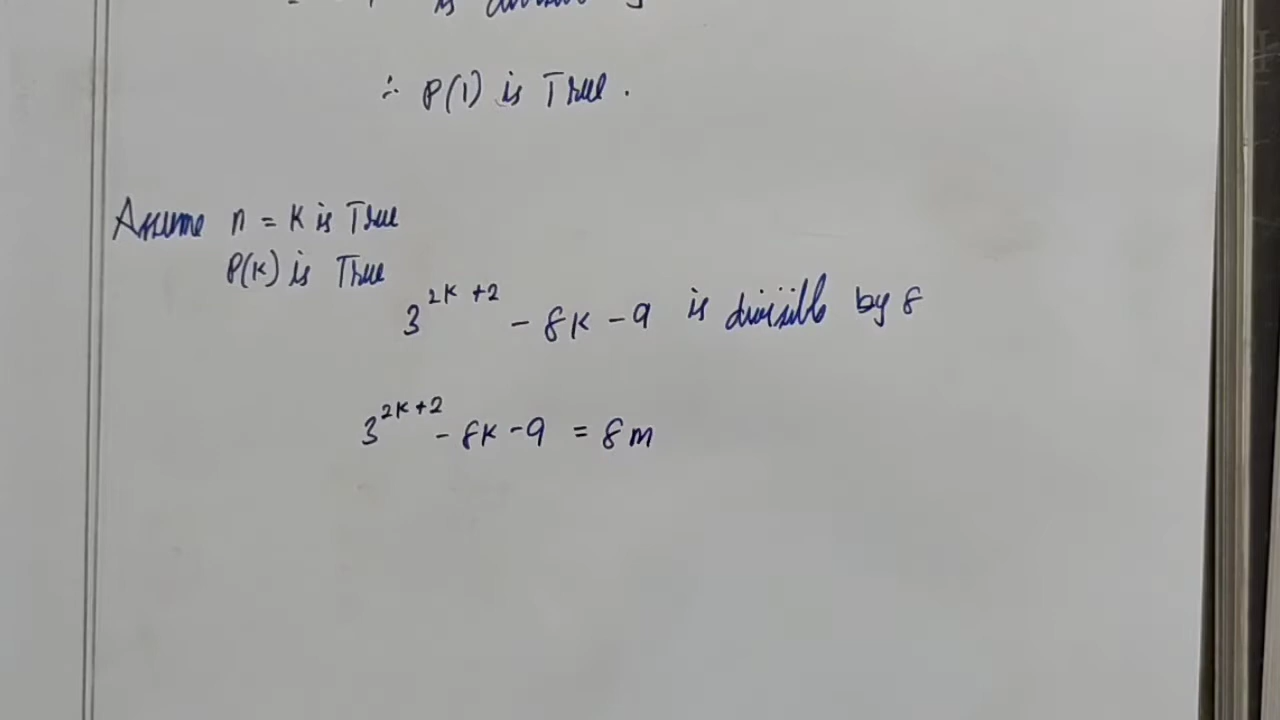 is
∴ P(1) is True.
Assume n = K is True
P(K) is True
3^{2K+2} - 8K - 9 is divisible by 8
3^{2K+2} - 8K - 9 = 8m